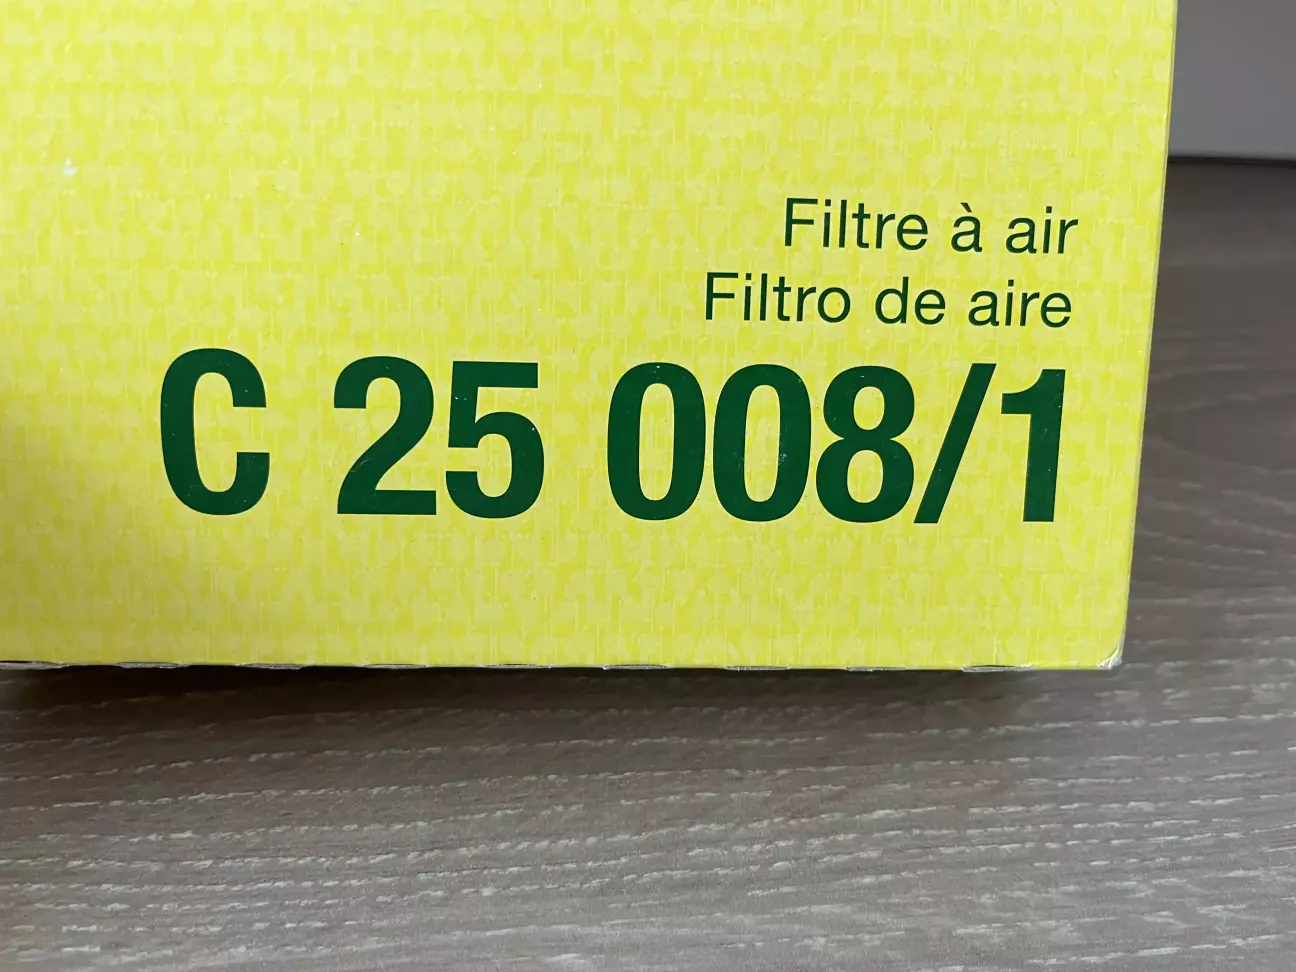 Filtre à air
Filtro de aire
C 25 008/1